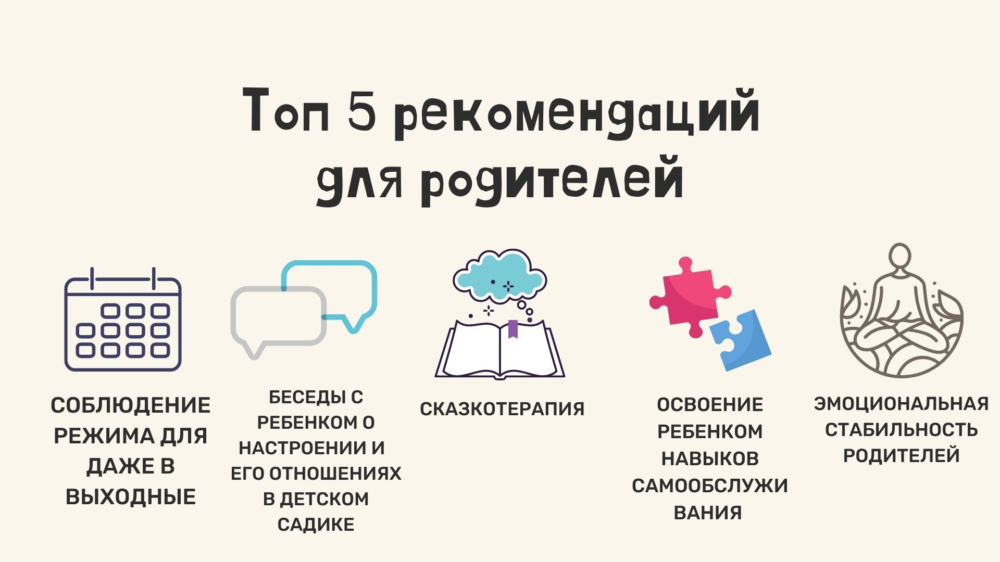 Топ 5 рекомендаций
для родителей
СОБЛЮДЕНИЕ
РЕЖИМА ДЛЯ
ДАЖЕ В
ВЫХОДНЫЕ
БЕСЕДЫ С
РЕБЕНКОМ О
НАСТРОЕНИИ И
ЕГО ОТНОШЕНИЯХ
В ДЕТСКОМ
САДИКЕ
СКАЗКОТЕРАПИЯ
ОСВОЕНИЕ
РЕБЕНКОМ
НАВЫКОВ
САМООБСЛУЖИ
ВАНИЯ
ЭМОЦИОНАЛЬНАЯ
СТАБИЛЬНОСТЬ
РОДИТЕЛЕЙ